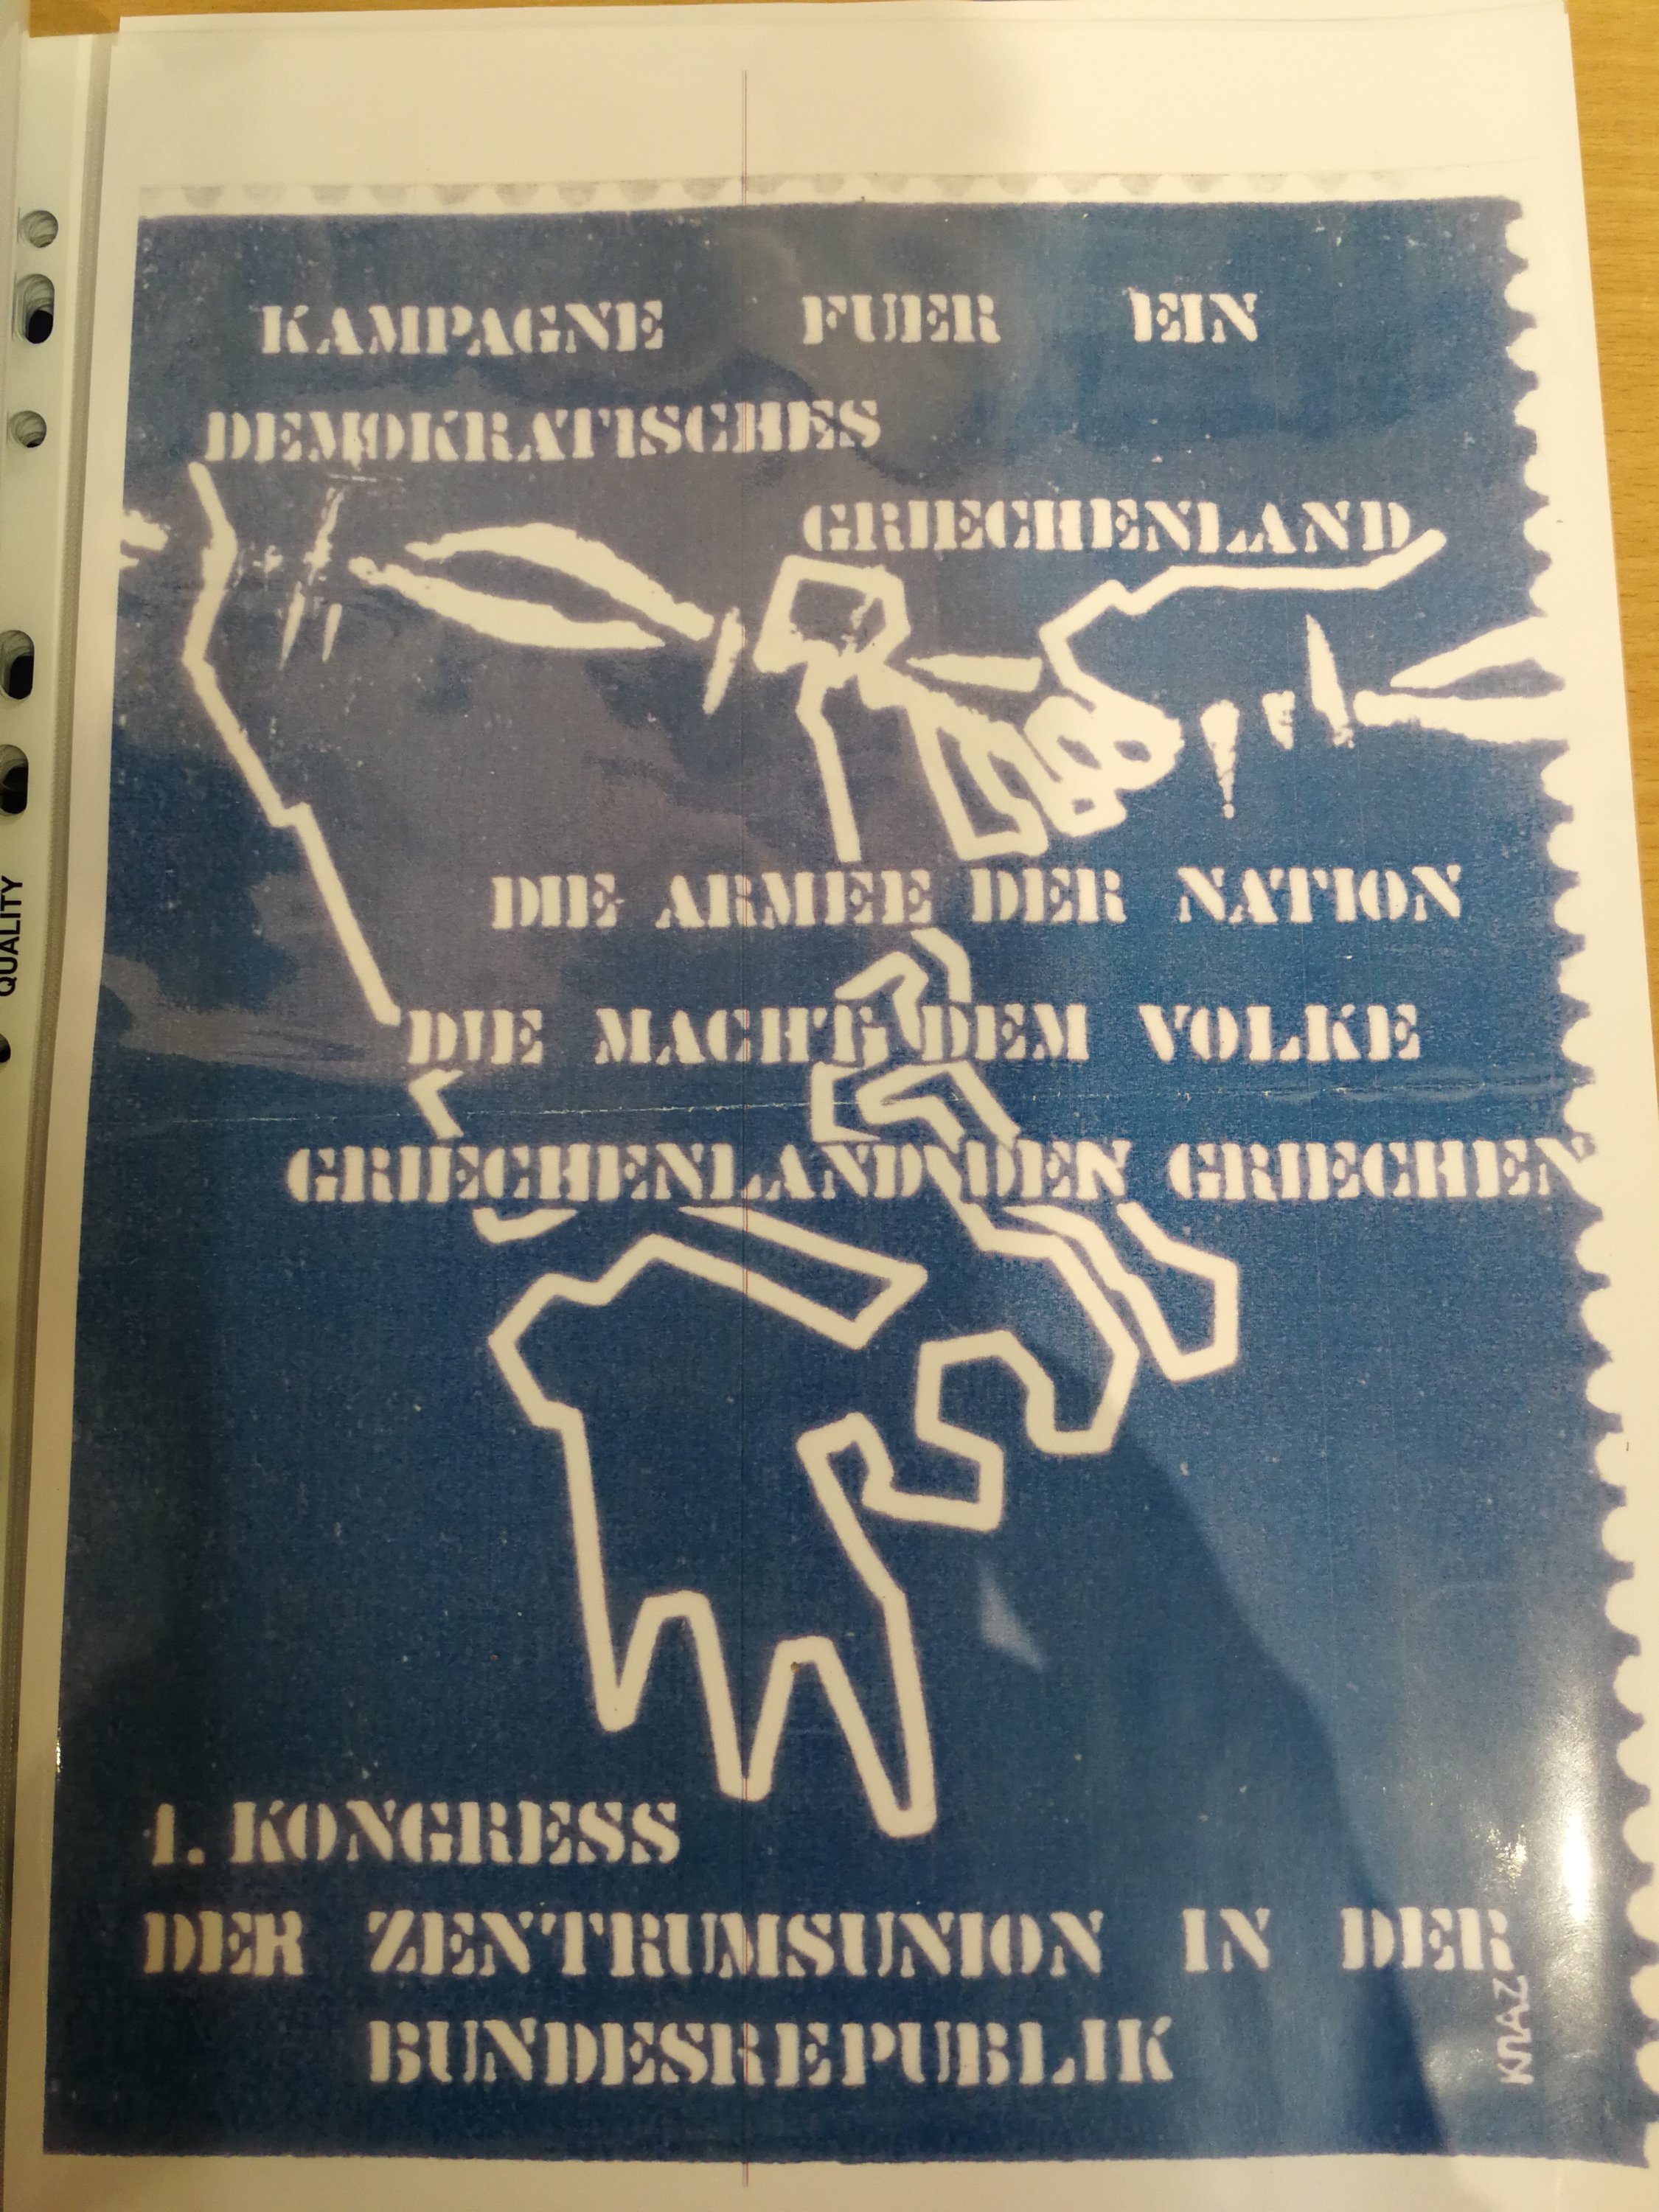 KAMPAGNE FUER EIN
DEMOKRATISCHES
GRIECHENLAND
DIE ARMEE DER NATION
DIE MACHT DEM VOLKE
GRIECHENLAND DEN GRIECHEN
1. KONGRESS
DER ZENTRUMSUNION IN DER
BUNDESREPUBLIK
QUALITY